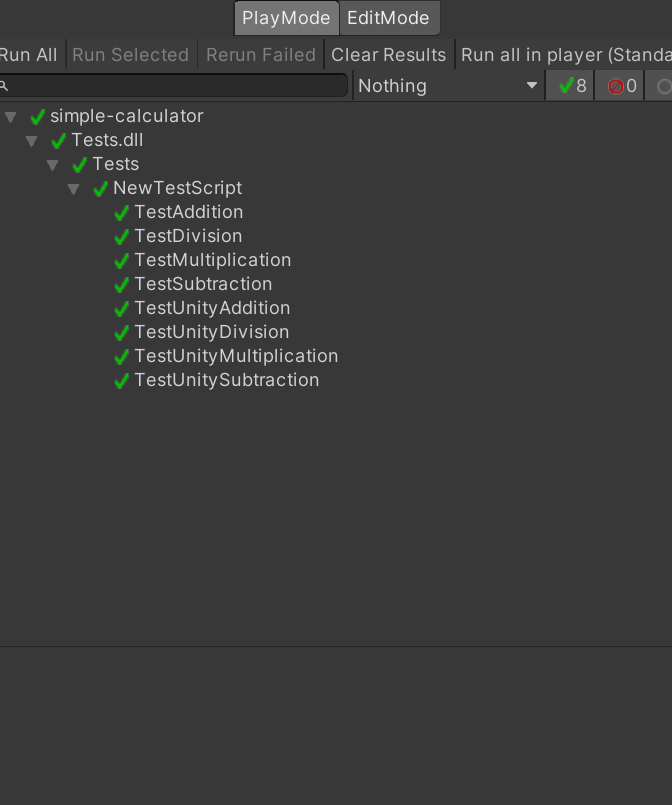 PlayMode EditMode
Run All Run Selected Rerun Failed Clear Results Run all in player (Standa
Nothing 8 0
simple-calculator
Tests.dll
Tests
NewTestScript
TestAddition
TestDivision
TestMultiplication
TestSubtraction
TestUnityAddition
TestUnityDivision
TestUnityMultiplication
TestUnitySubtraction